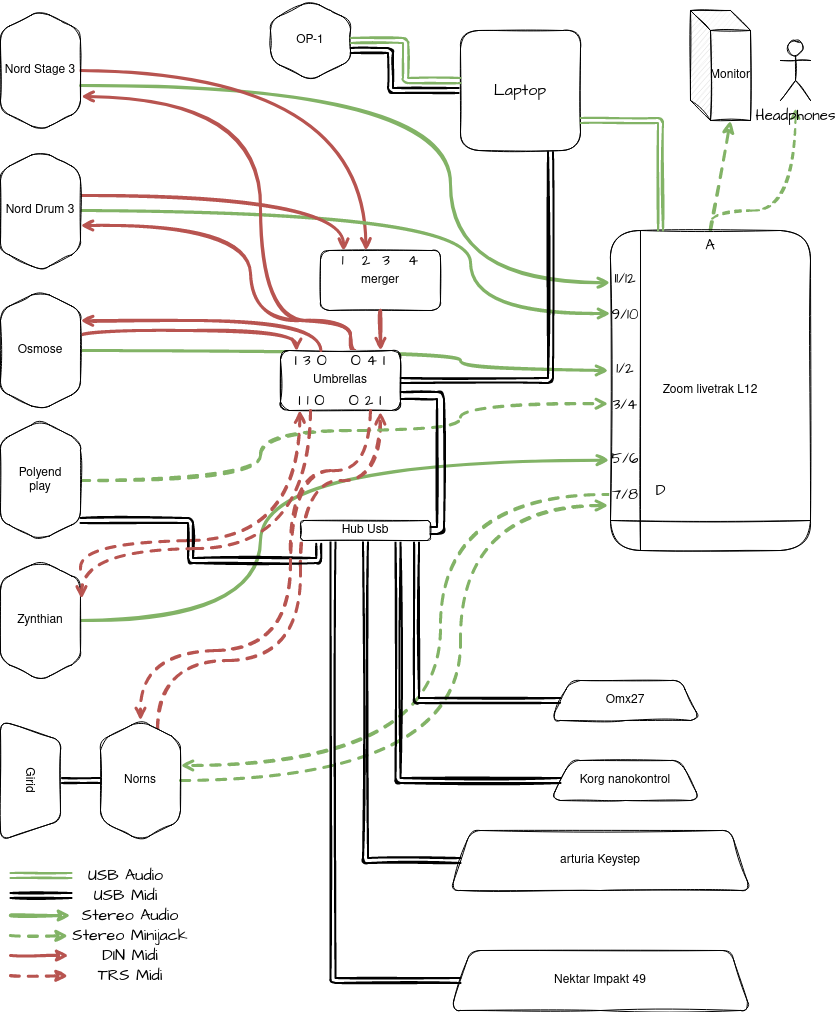 OP-1
Laptop
Monitor
Headphones
Nord Stage 3
Nord Drum 3
Osmose
Polyend
play
Zynthian
Girid
Norns
1 2 3 4
merger
1 3 0 0 4 1
Umbrellas
1 1 0 0 2 1
Hub Usb
A
11/12
9/10
1/2
3/4
5/6
7/8
Zoom livetrak L12
D
Omx27
Korg nanokontrol
arturia Keystep
Nektar Impakt 49
USB Audio
USB Midi
Stereo Audio
Stereo Minijack
DIN Midi
TRS Midi